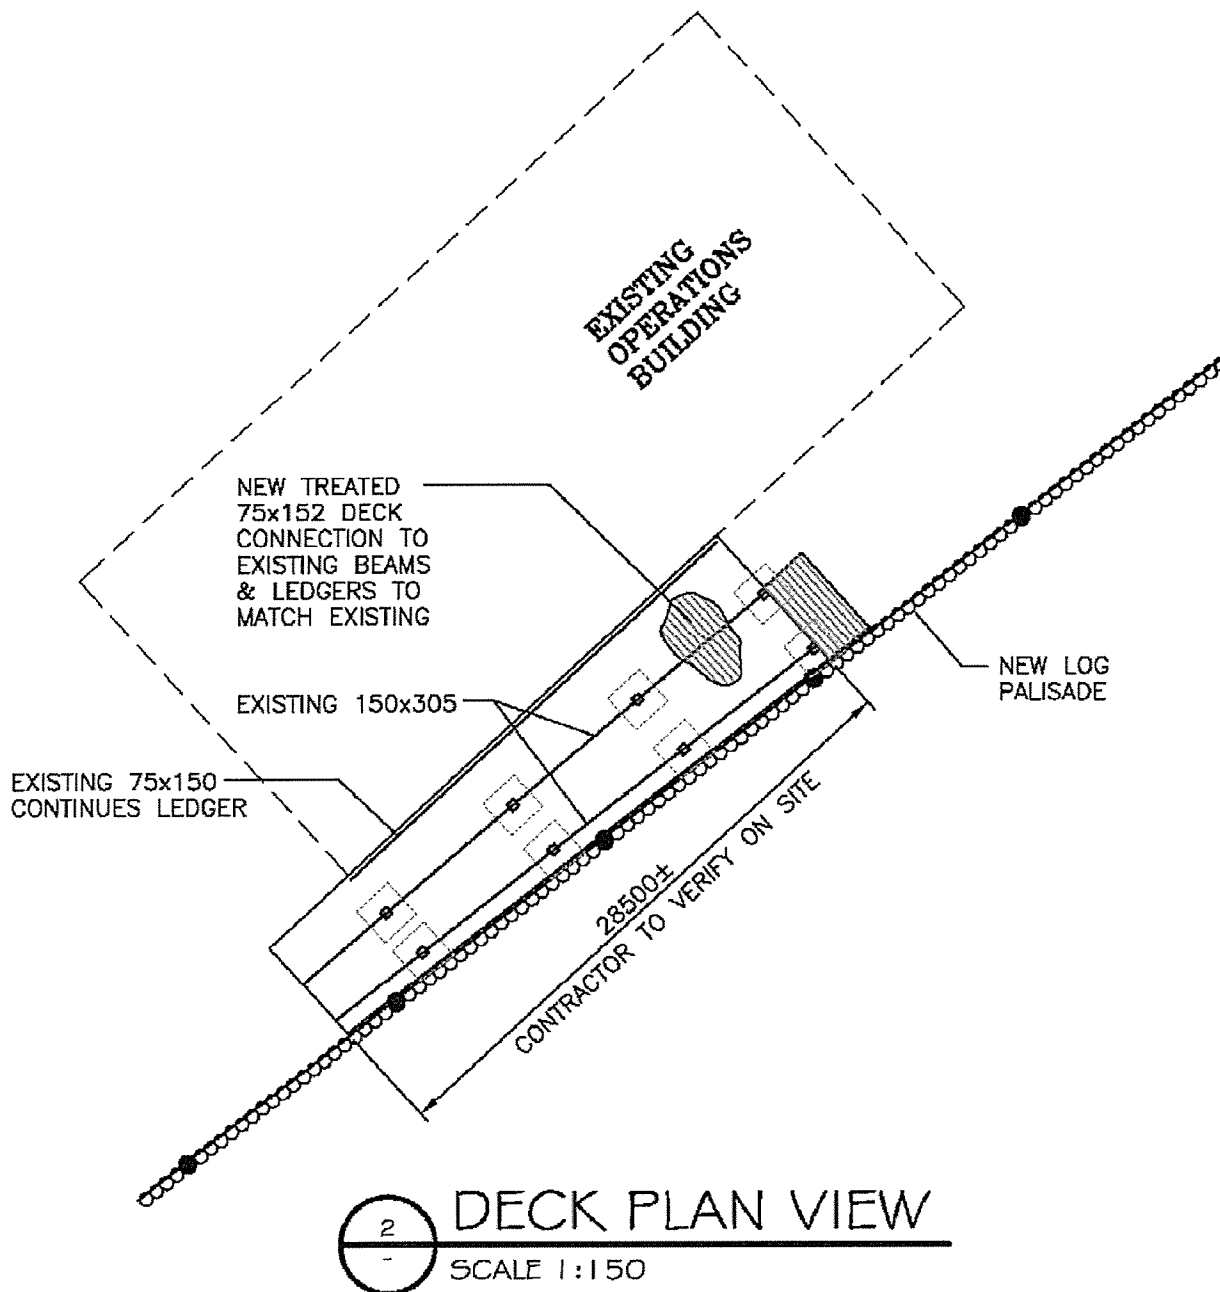 EXISTING
OPERATIONS
BUILDING
NEW TREATED
75x152 DECK
CONNECTION TO
EXISTING BEAMS
& LEDGERS TO
MATCH EXISTING
EXISTING 150x305
EXISTING 75x150
CONTINUES LEDGER
NEW LOG
PALISADE
28500±
CONTRACTOR TO VERIFY ON SITE
2
-
DECK PLAN VIEW
SCALE 1:150